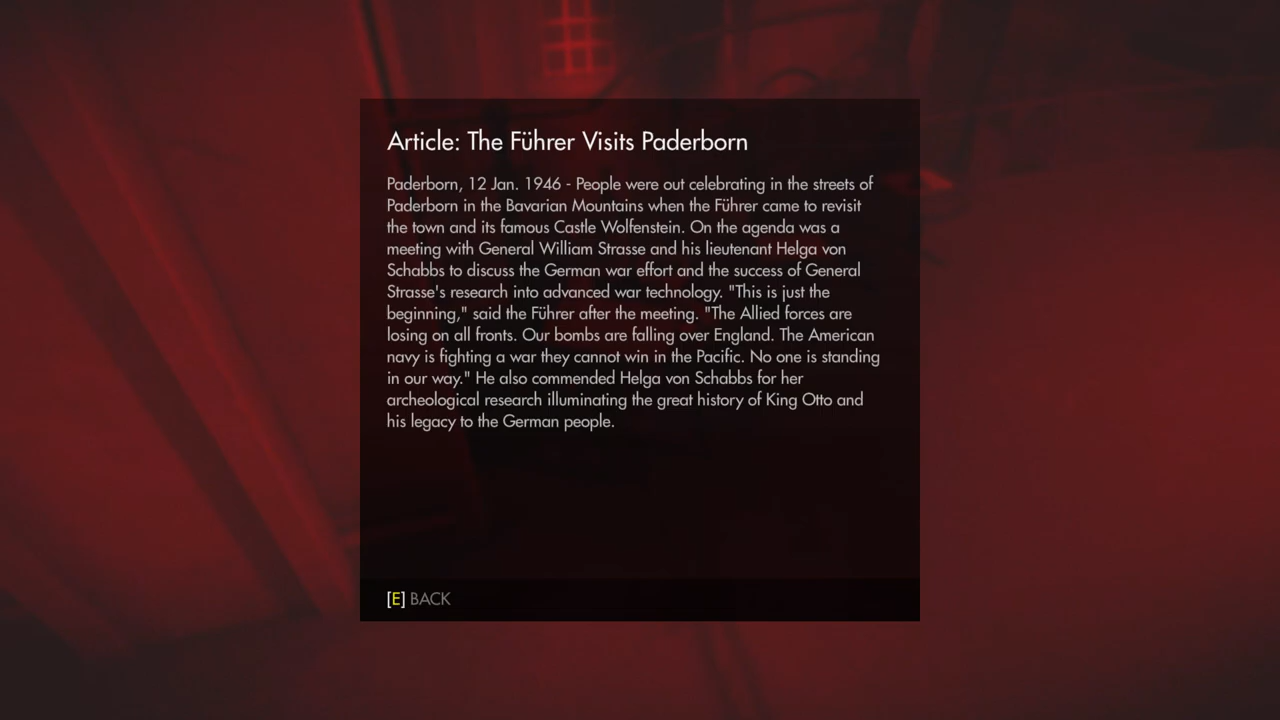 Article: The Führer Visits Paderborn
Paderborn, 12 Jan. 1946 - People were out celebrating in the streets of
Paderborn in the Bavarian Mountains when the Führer came to revisit
the town and its famous Castle Wolfenstein. On the agenda was a
meeting with General William Strasse and his lieutenant Helga von
Schabbs to discuss the German war effort and the success of General
Strasse's research into advanced war technology. "This is just the
beginning," said the Führer after the meeting. "The Allied forces are
losing on all fronts. Our bombs are falling over England. The American
navy is fighting a war they cannot win in the Pacific. No one is standing
in our way." He also commended Helga von Schabbs for her
archeological research illuminating the great history of King Otto and
his legacy to the German people.
[E] BACK